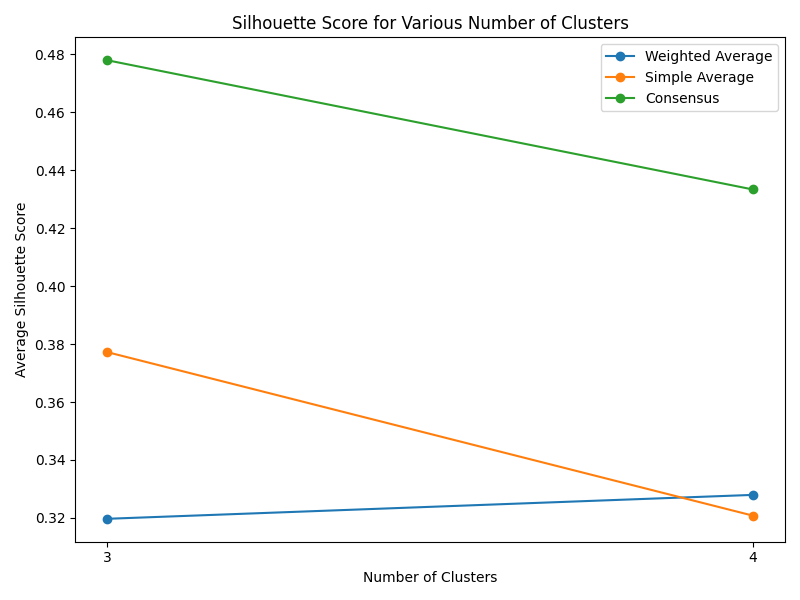 Silhouette Score for Various Number of Clusters
Weighted Average
Simple Average
Consensus
Average Silhouette Score
0.48
0.46
0.44
0.42
0.40
0.38
0.36
0.34
0.32
3
4
Number of Clusters